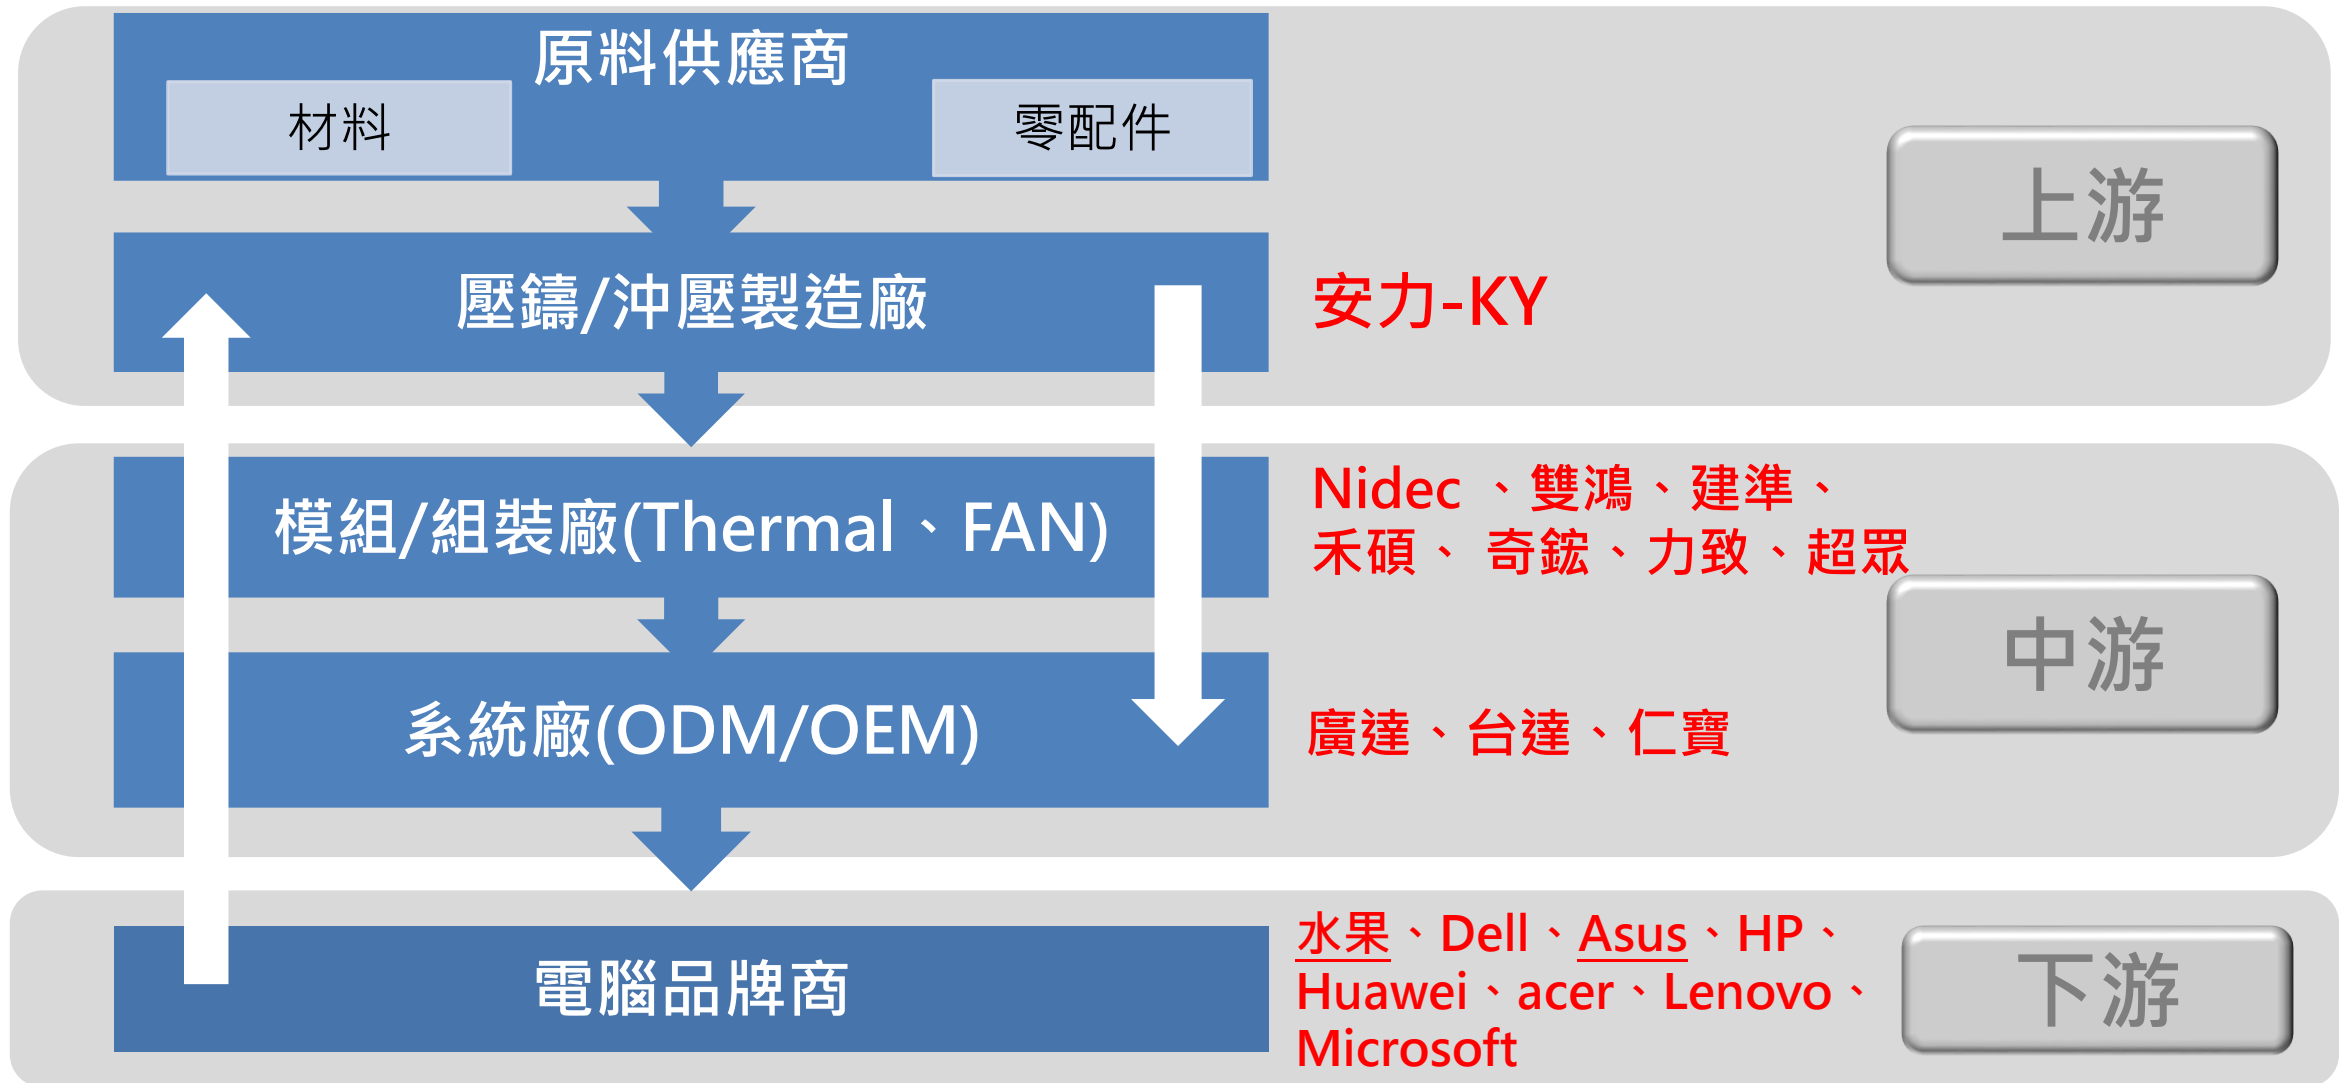 原料供應商
材料
零配件
上游
壓鑄/沖壓製造廠
安力-KY
模組/組裝廠(Thermal、FAN)
Nidec 、雙鴻、建準、
禾碩、 奇鋐、力致、超眾
中游
系統廠(ODM/OEM)
廣達、台達、仁寶
電腦品牌商
水果、Dell、Asus、HP、
Huawei、acer、Lenovo、
Microsoft
下游